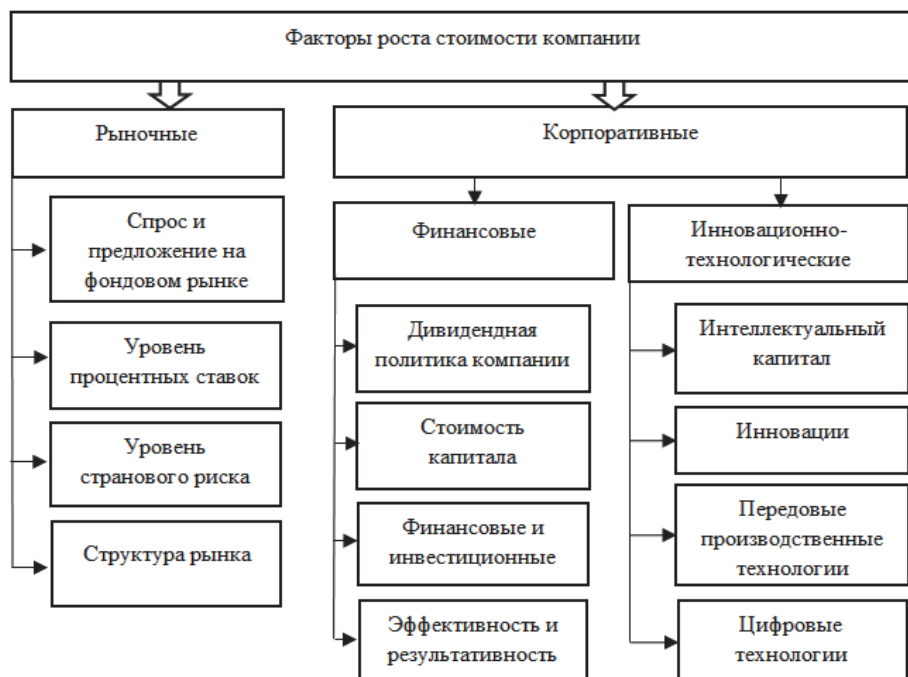 Факторы роста стоимости компании
Рыночные
Спрос и
предложение на
фондовом рынке
Уровень
процентных ставок
Уровень
странового риска
Структура рынка
Корпоративные
Финансовые
Дивидендная
политика компании
Стоимость
капитала
Финансовые и
инвестиционные
Эффективность и
результативность
Инновационно-
технологические
Интеллектуальный
капитал
Инновации
Передовые
производственные
технологии
Цифровые
технологии